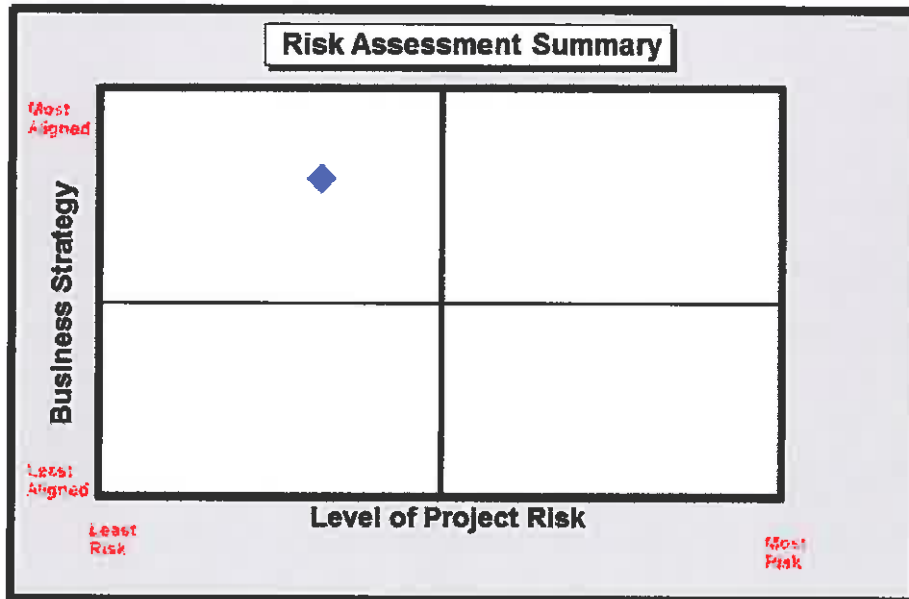 Risk Assessment Summary
Most
Aligned
Business Strategy
Least
Aligned
Level of Project Risk
Least
Risk
Most
Risk